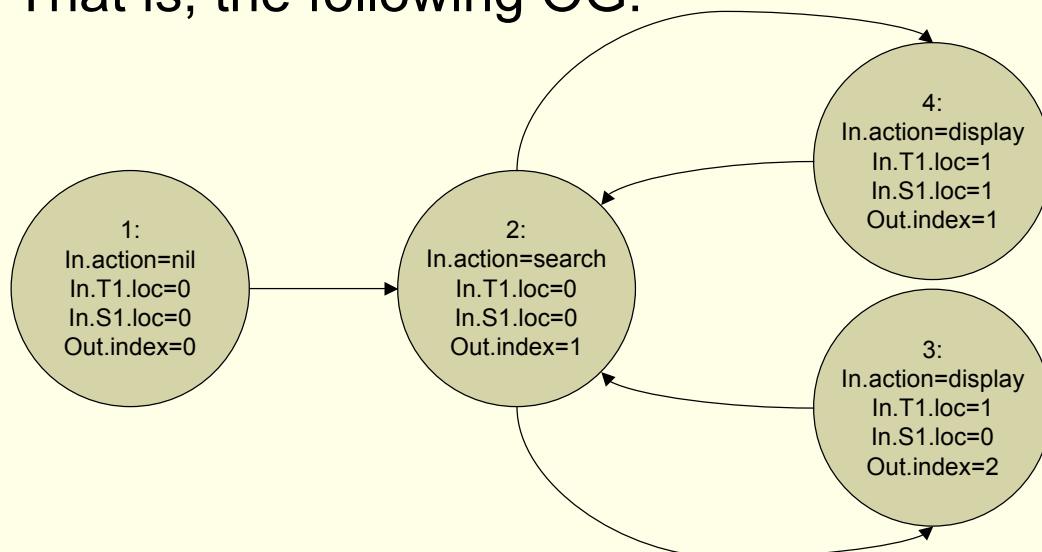 That is, the following OG:
1:
In.action=nil
In.T1.loc=0
In.S1.loc=0
Out.index=0
2:
In.action=search
In.T1.loc=0
In.S1.loc=0
Out.index=1
4:
In.action=display
In.T1.loc=1
In.S1.loc=1
Out.index=1
3:
In.action=display
In.T1.loc=1
In.S1.loc=0
Out.index=2